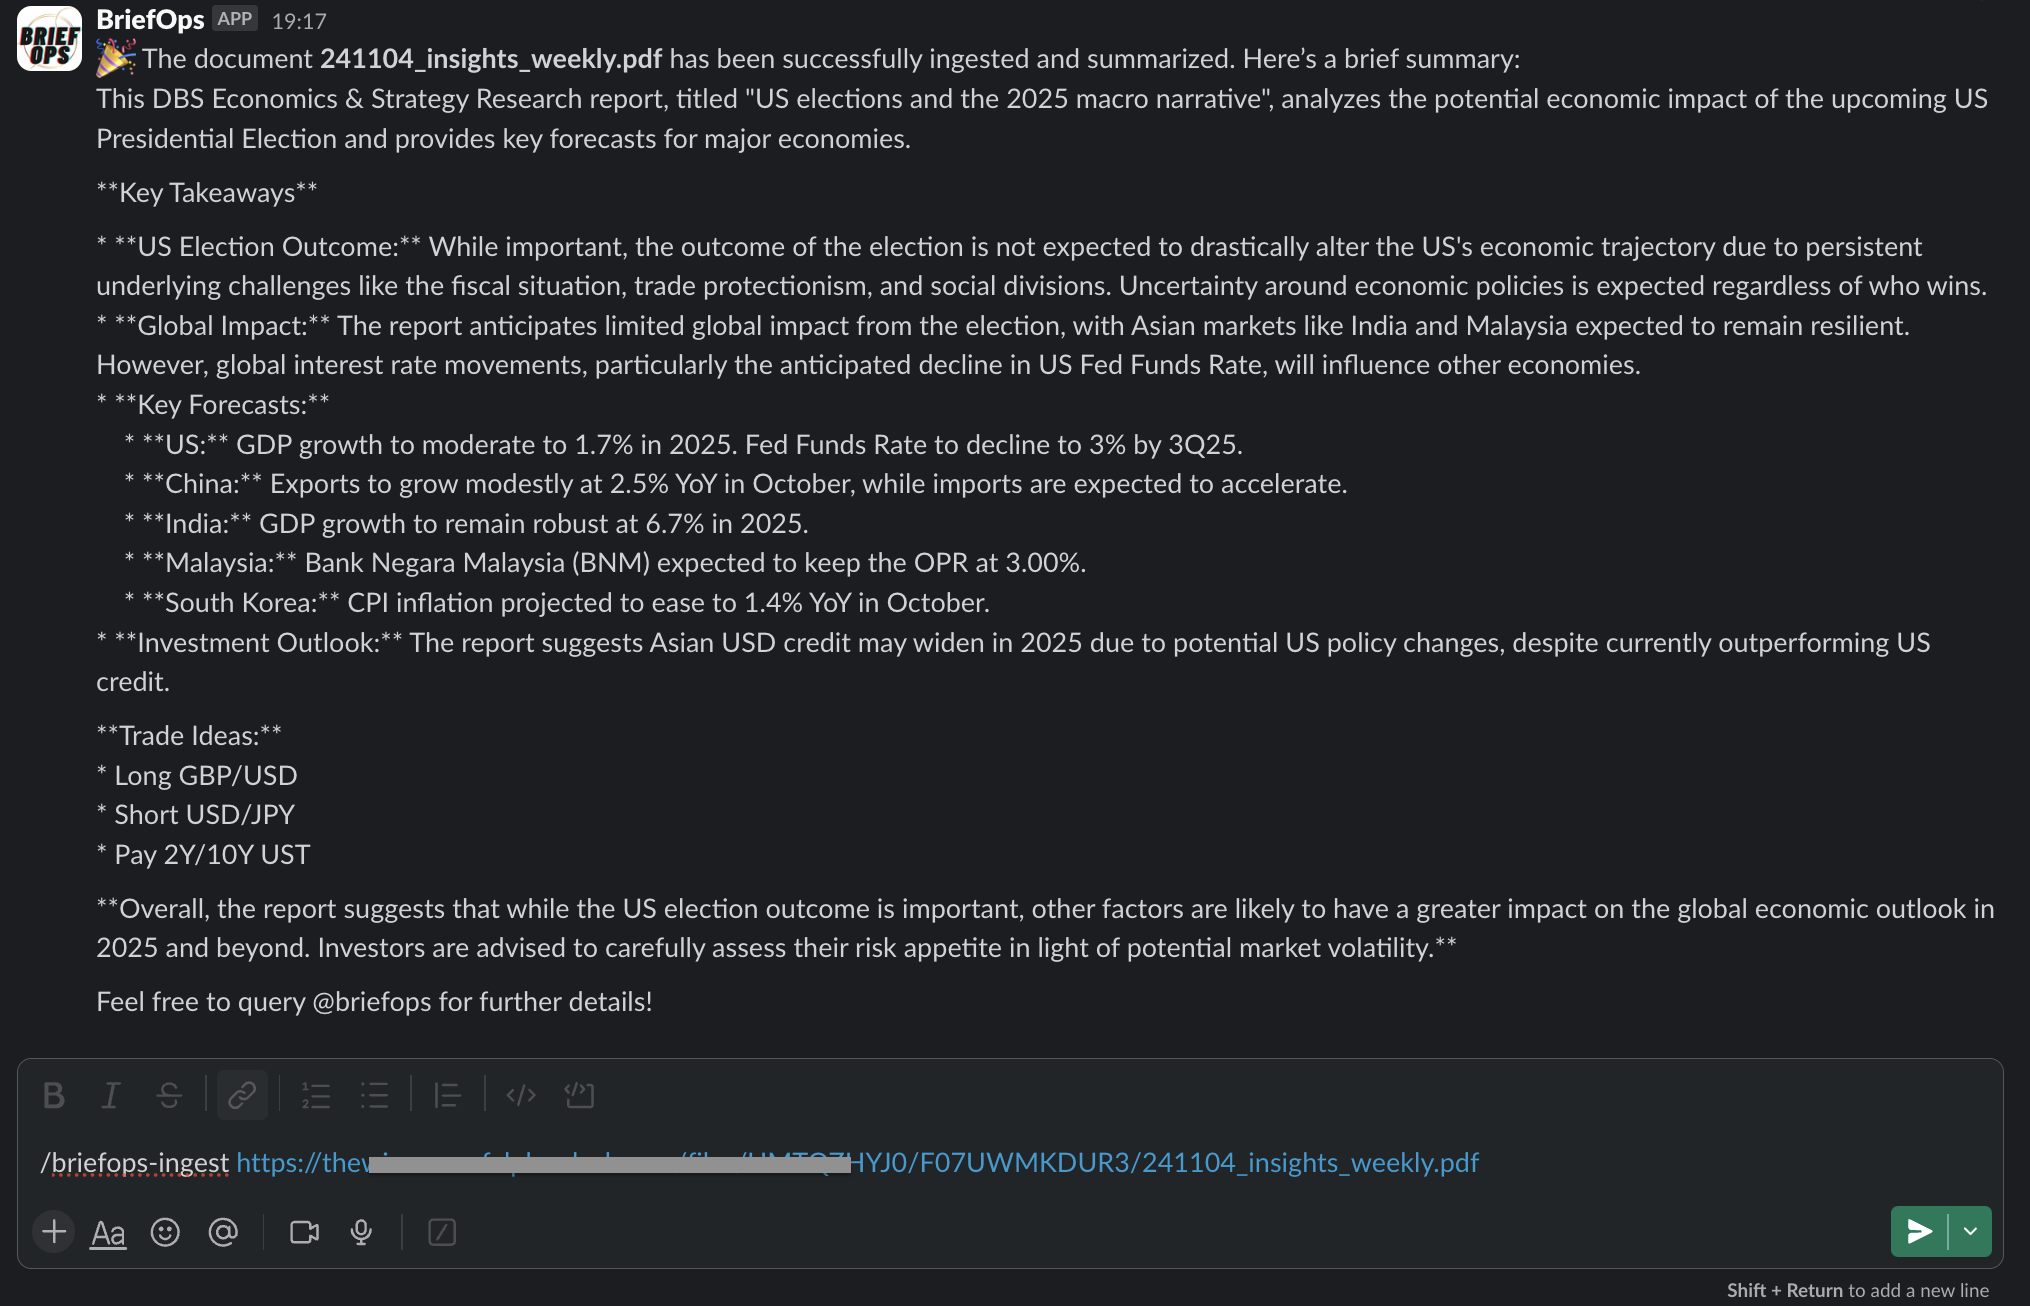 BRIEF
OPS
BriefOps APP 19:17
The document 241104_insights_weekly.pdf has been successfully ingested and summarized. Here’s a brief summary:
This DBS Economics & Strategy Research report, titled "US elections and the 2025 macro narrative", analyzes the potential economic impact of the upcoming US
Presidential Election and provides key forecasts for major economies.
**Key Takeaways**
* **US Election Outcome:** While important, the outcome of the election is not expected to drastically alter the US's economic trajectory due to persistent
underlying challenges like the fiscal situation, trade protectionism, and social divisions. Uncertainty around economic policies is expected regardless of who wins.
* **Global Impact:** The report anticipates limited global impact from the election, with Asian markets like India and Malaysia expected to remain resilient.
However, global interest rate movements, particularly the anticipated decline in US Fed Funds Rate, will influence other economies.
* **Key Forecasts:**
* **US:** GDP growth to moderate to 1.7% in 2025. Fed Funds Rate to decline to 3% by 3Q25.
* **China:** Exports to grow modestly at 2.5% YoY in October, while imports are expected to accelerate.
* **India:** GDP growth to remain robust at 6.7% in 2025.
* **Malaysia:** Bank Negara Malaysia (BNM) expected to keep the OPR at 3.00%.
* **South Korea:** CPI inflation projected to ease to 1.4% YoY in October.
* **Investment Outlook:** The report suggests Asian USD credit may widen in 2025 due to potential US policy changes, despite currently outperforming US
credit.
**Trade Ideas:**
* Long GBP/USD
* Short USD/JPY
* Pay 2Y/10Y UST
**Overall, the report suggests that while the US election outcome is important, other factors are likely to have a greater impact on the global economic outlook in
2025 and beyond. Investors are advised to carefully assess their risk appetite in light of potential market volatility.**
Feel free to query @briefops for further details!
/briefops-ingest https://thew HYJ0/F07UWMKDUR3/241104_insights_weekly.pdf
Aa
Shift + Return to add a new line